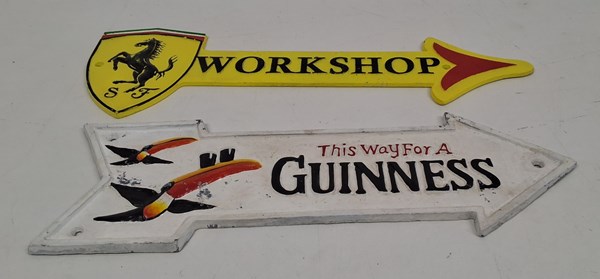 S F
WORKSHOP
This Way For A
GUINNESS